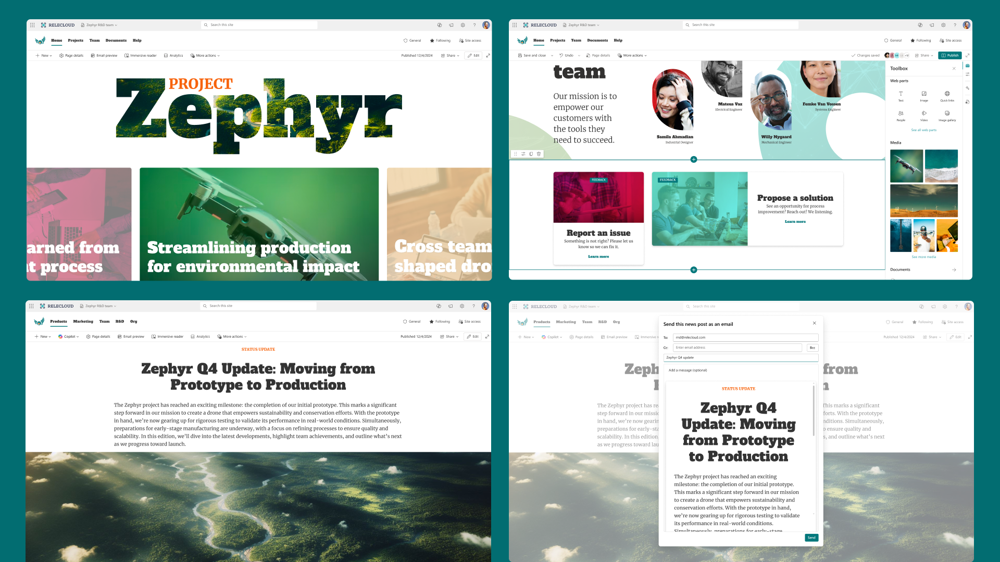 RELECLOUD
Zephyr R&D team
Search this site
?
Home Projects Team Documents Help
General Following Site access
New Page details Email preview Immersive reader Analytics More actions
Published 12/4/2024 Share Edit
PROJECT
Zephyr
arned from
t process
Streamlining production
for environmental impact
Cross team
shaped dro
RELECLOUD
Zephyr R&D team
Search this site
?
Home Projects Team Documents Help
General Following Site access
Save and close Undo Page details More actions
Changes saved +12 Share Publish
team
Our mission is to
empower our
customers with
the tools they
need to succeed.
Samila Ahmadian
Industrial Designer
Mateus Vaz
Electrical Engineer
Willy Nygaard
Mechanical Engineer
Femke Van Vossen
Systems Engineer
FEEDBACK
Report an issue
Something is not right? Please let us
know so we can fix it.
Learn more
FEEDBACK
Propose a solution
See an opportunity for process
improvement? Reach out! We listening.
Learn more
Toolbox
Web parts
Text Image Quick links
People Video Image gallery
See all web parts
Media
See more media
Documents
RELECLOUD
Zephyr R&D team
Search this site
?
Products Marketing Team R&D Org
General Following Site access
New Copilot Page details Email preview Immersive reader Analytics More actions
Published 12/4/2024 Share Edit
STATUS UPDATE
Zephyr Q4 Update: Moving from
Prototype to Production
The Zephyr project has reached an exciting milestone: the completion of our initial prototype. This marks a significant
step forward in our mission to create a drone that empowers sustainability and conservation efforts. With the prototype
in hand, we're now gearing up for rigorous testing to validate its performance in real-world conditions. Simultaneously,
preparations for early-stage manufacturing are underway, with a focus on refining processes to ensure quality and
scalability. In this edition, we'll dive into the latest developments, highlight team achievements, and outline what's next
as we progress toward launch.
RELECLOUD
Zephyr R&D team
Search this site
?
Products Marketing Team R&D Org
General Following Site access
New Copilot Page details Email preview Immersive r
Published 12/4/2024 Share Edit
Zeph
from
The Zephyr project has rea
This marks a significant
step forward in our missio
forts. With the prototype
in hand, we're now gearin
nditions. Simultaneously,
preparations for early-sta
o ensure quality and
scalability. In this edition
s, and outline what's next
as we progress toward lau
Send this news post as an email
To: rnd@relecloud.com
Cc: Enter email address
Bcc
Zephyr Q4 update
Add a message (optional)
STATUS UPDATE
Zephyr Q4
Update: Moving
from Prototype
to Production
The Zephyr project has reached an exciting
milestone: the completion of our initial prototype.
This marks a significant step forward in our mission
to create a drone that empowers sustainability and
conservation efforts. With the prototype in hand,
we're now gearing up for rigorous testing to validate
its performance in real-world conditions.
Simultaneously, preparations for early-stage
Send